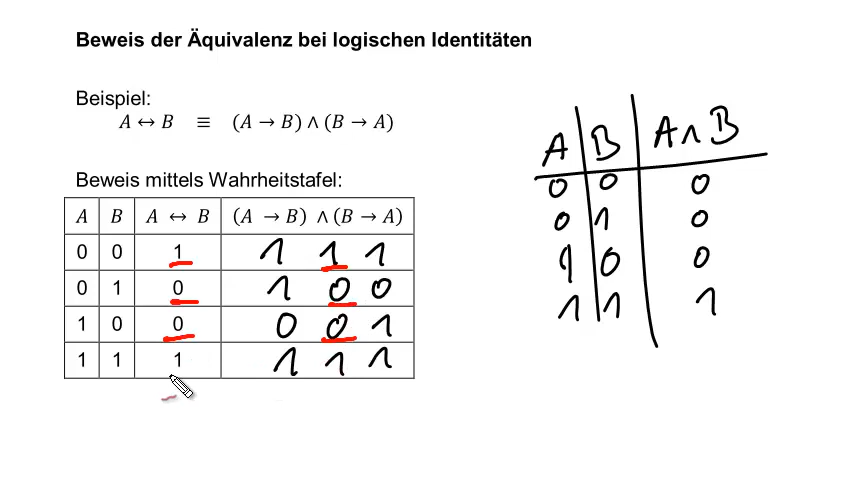 Beweis der Äquivalenz bei logischen Identitäten
Beispiel:
A ↔ B ≡ (A → B) ∧ (B → A)
Beweis mittels Wahrheitstafel:
A B A ↔ B (A → B) ∧ (B → A)
0 0 1 1 1 1
0 1 0 1 0 0
1 0 0 0 0 1
1 1 1 1 1 1
A B A ∧ B
0 0 0
0 1 0
1 0 0
1 1 1